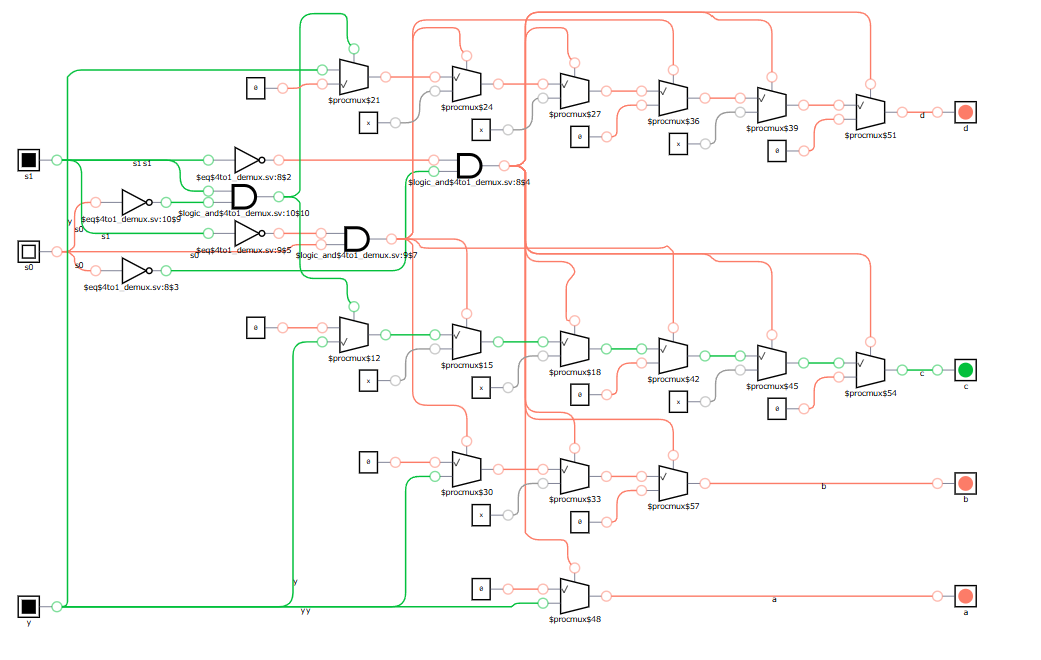 0
$procmux$21
x
$procmux$24
x
$procmux$27
0
$procmux$36
x
$procmux$39
0
$procmux$51
d
d
s1
s1 s1
$eq$4to1_demux.sv:8$2
$logic_and$4to1_demux.sv:8$4
$eq$4to1_demux.sv:10$9
$logic_and$4to1_demux.sv:10$10
y
s0
s1
$eq$4to1_demux.sv:9$5
$logic_and$4to1_demux.sv:9$7
s0
s0
s0
$eq$4to1_demux.sv:8$3
0
$procmux$12
x
$procmux$15
x
$procmux$18
0
$procmux$42
x
$procmux$45
0
$procmux$54
c
c
0
$procmux$30
x
$procmux$33
0
$procmux$57
b
b
y
y
y y
0
$procmux$48
a
a